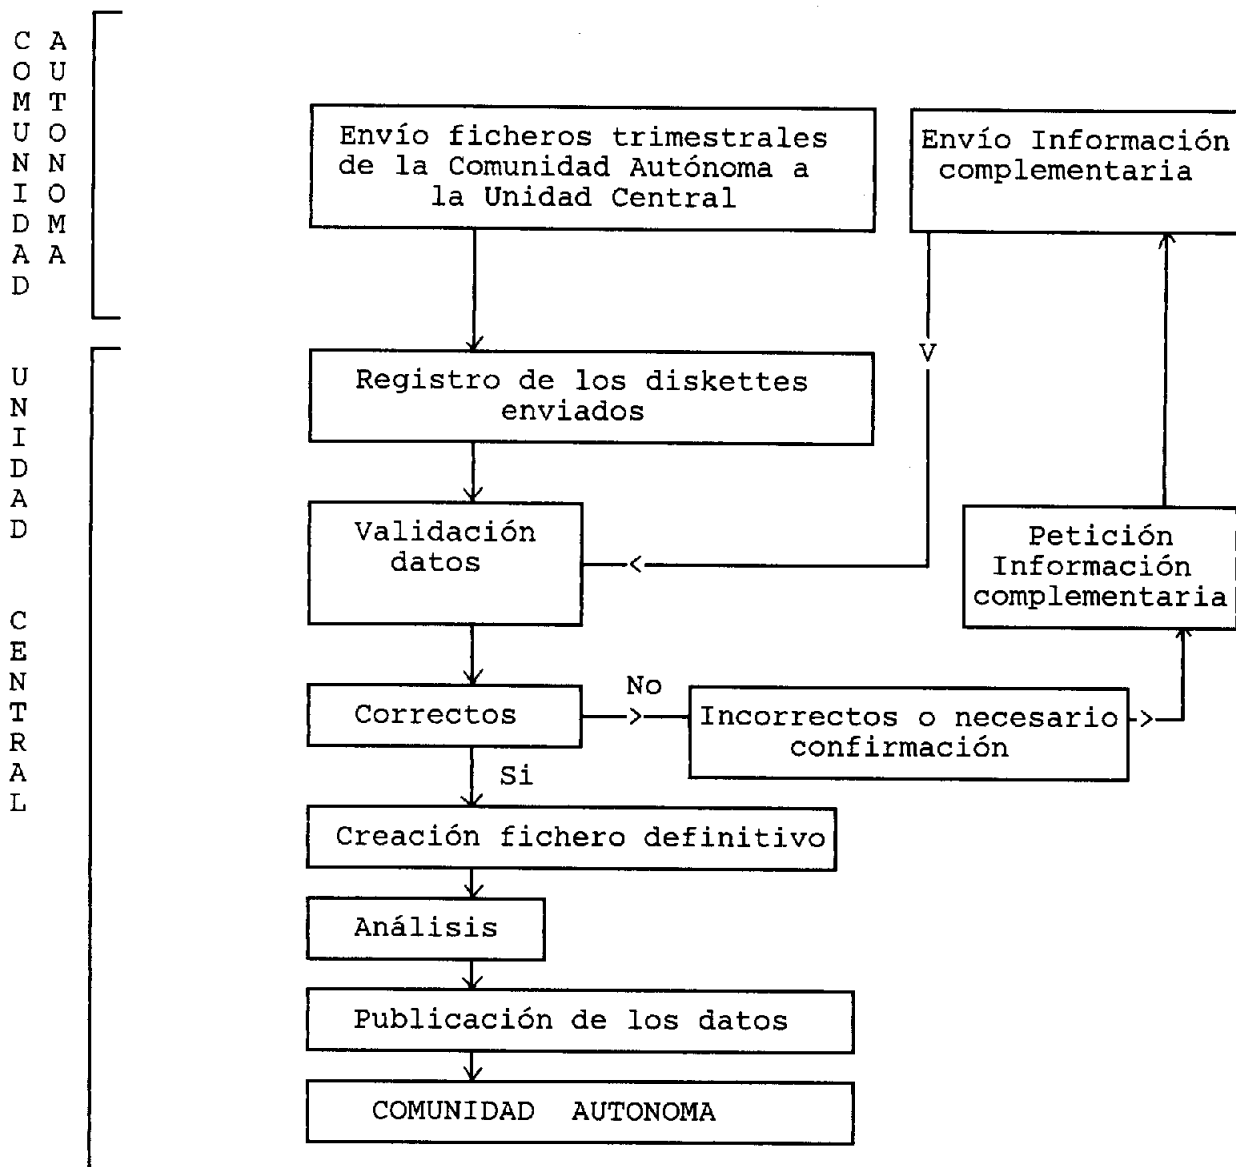 COMUNIDAD
AUTONOMA
Envío ficheros trimestrales
de la Comunidad Autónoma a
la Unidad Central
Envío Información
complementaria
V
UNIDAD CENTRAL
Registro de los diskettes
enviados
Validación
datos
<
Petición
Información
complementaria
Correctos
No
>
Incorrectos o necesario
confirmación
>
Si
Creación fichero definitivo
Análisis
Publicación de los datos
COMUNIDAD AUTONOMA